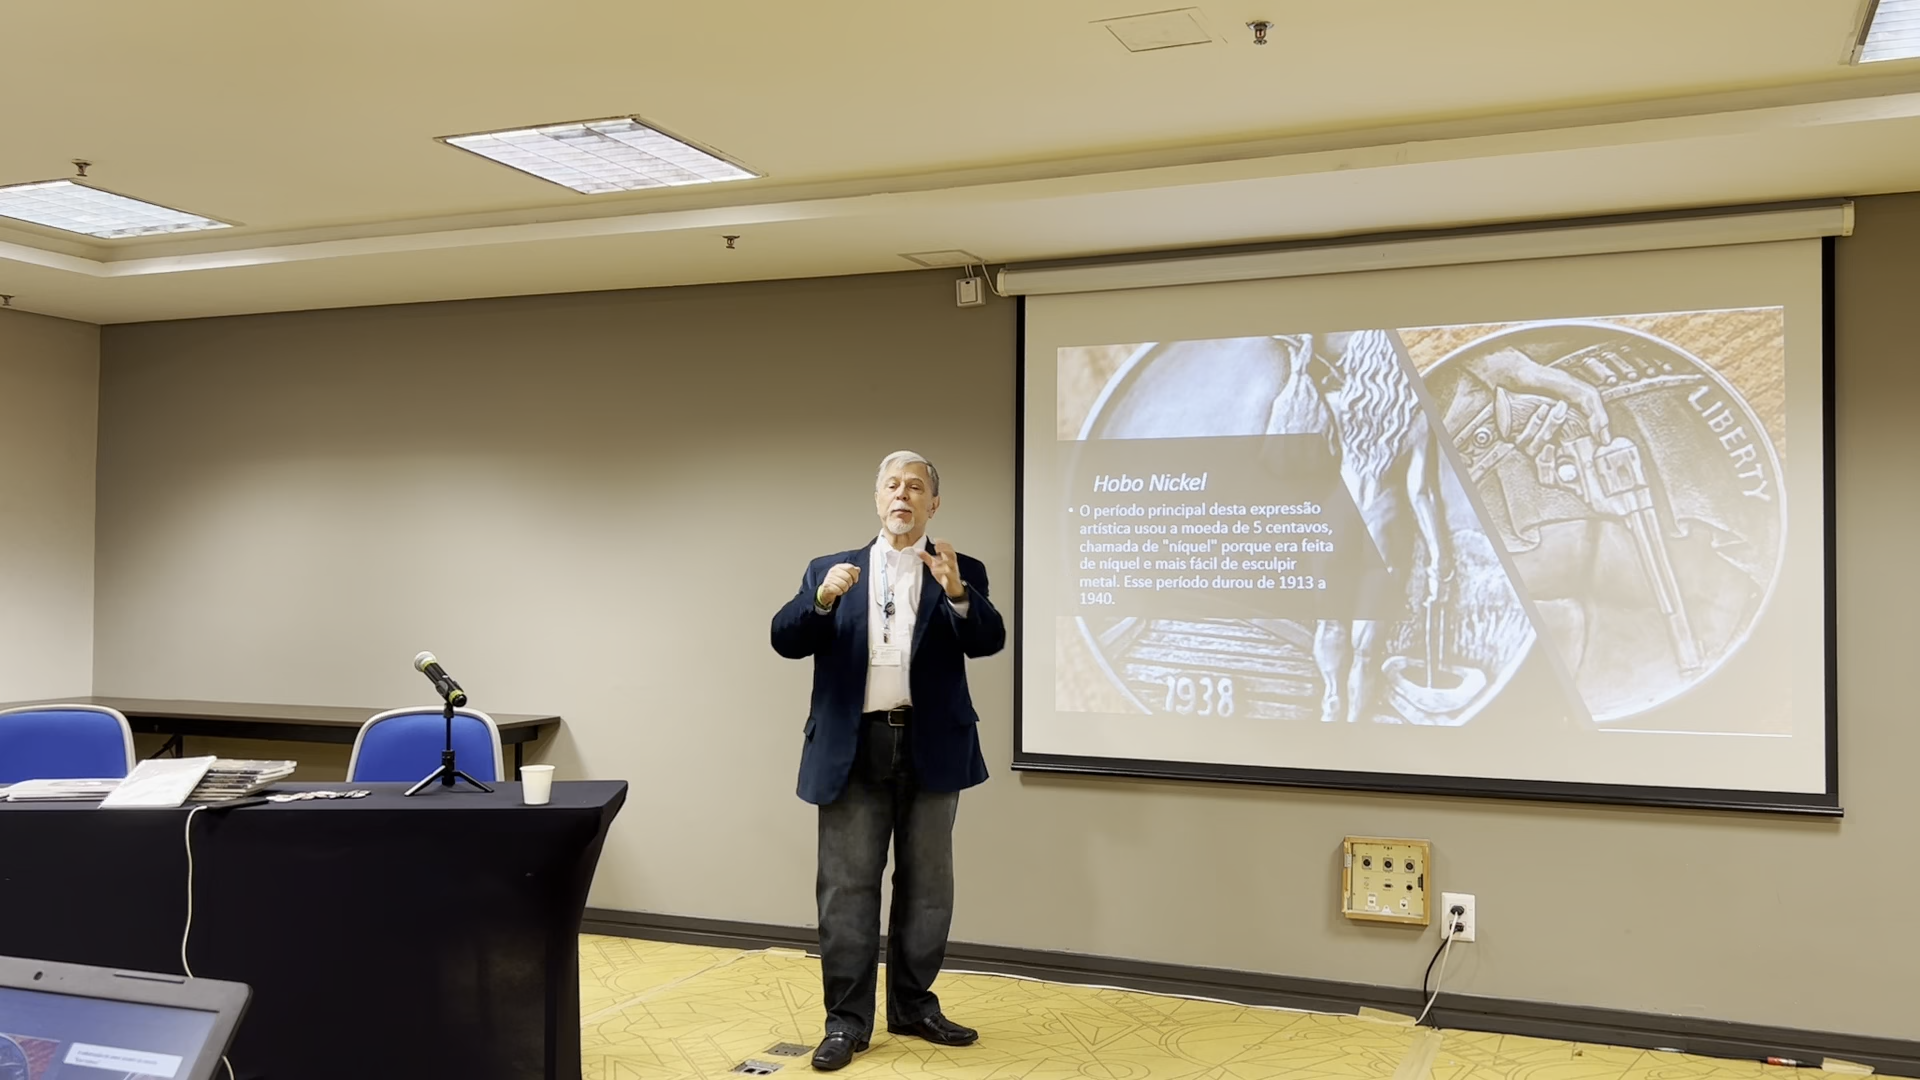 Hobo Nickel
• O período principal desta expressão
artística usou a moeda de 5 centavos,
chamada de "níquel" porque era feita
de níquel e mais fácil de esculpir
metal. Esse período durou de 1913 a
1940.
LIBERTY
1938